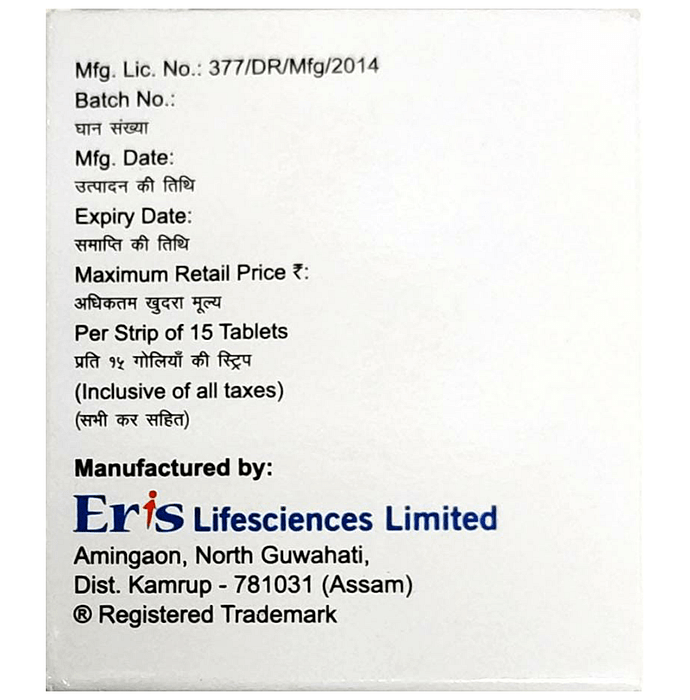 Mfg. Lic. No.: 377/DR/Mfg/2014
Batch No.:
घान संख्या
Mfg. Date:
उत्पादन की तिथि
Expiry Date:
समाप्ति की तिथि
Maximum Retail Price ₹:
अधिकतम खुदरा मूल्य
Per Strip of 15 Tablets
प्रति १५ गोलियाँ की स्ट्रिप
(Inclusive of all taxes)
(सभी कर सहित)
Manufactured by:
Eris Lifesciences Limited
Amingaon, North Guwahati,
Dist. Kamrup - 781031 (Assam)
® Registered Trademark